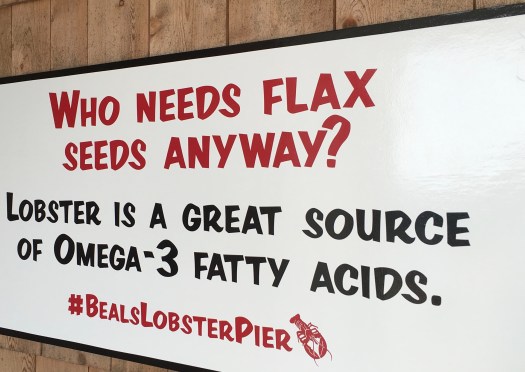 Who needs flax
seeds anyway?
Lobster is a great source
of Omega-3 fatty acids.
#BealsLobsterPier